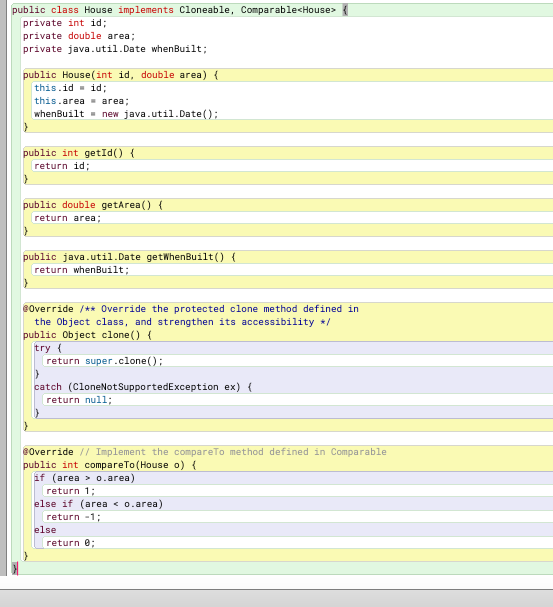 public class House implements Cloneable, Comparable<House> {
private int id;
private double area;
private java.util.Date whenBuilt;
public House(int id, double area) {
this.id = id;
this.area = area;
whenBuilt = new java.util.Date();
}
public int getId() {
return id;
}
public double getArea() {
return area;
}
public java.util.Date getWhenBuilt() {
return whenBuilt;
}
@Override /** Override the protected clone method defined in
the Object class, and strengthen its accessibility */
public Object clone() {
try {
return super.clone();
}
catch (CloneNotSupportedException ex) {
return null;
}
}
@Override // Implement the compareTo method defined in Comparable
public int compareTo(House o) {
if (area > o.area)
return 1;
else if (area < o.area)
return -1;
else
return 0;
}
}